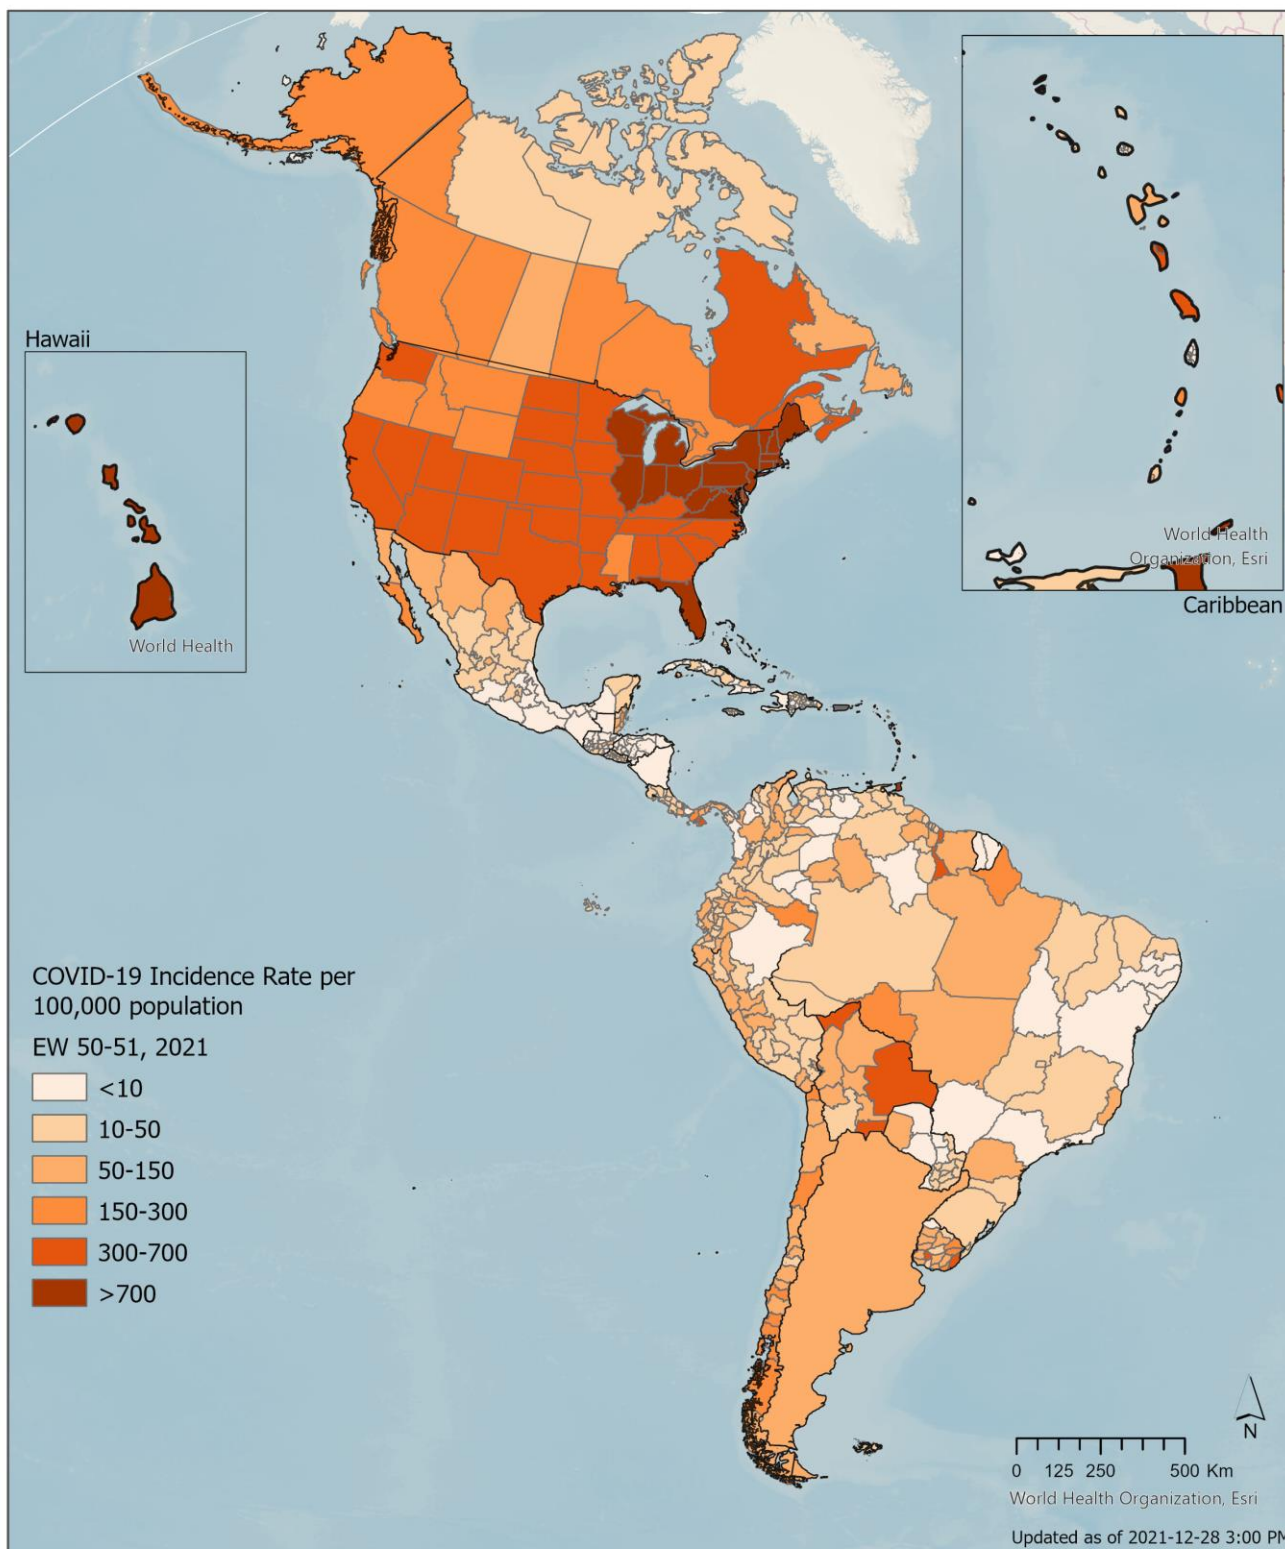 Hawaii
World Health
World Health
Organization, Esri
Caribbean
COVID-19 Incidence Rate per
100,000 population
EW 50-51, 2021
<10
10-50
50-150
150-300
300-700
>700
N
0 125 250 500 Km
World Health Organization, Esri
Updated as of 2021-12-28 3:00 PM